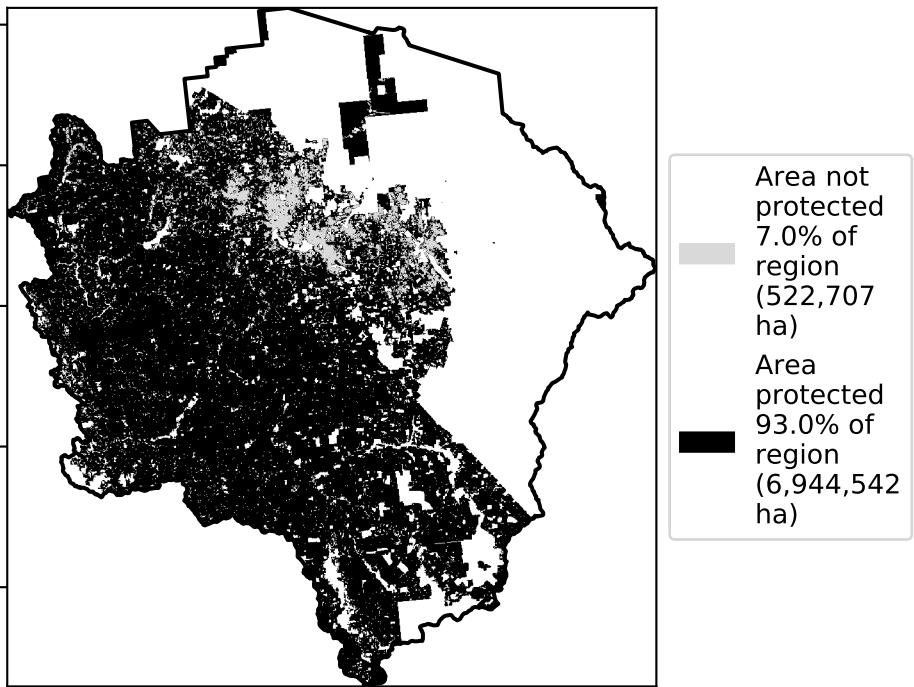 Area not
protected
7.0% of
region
(522,707
ha)
Area
protected
93.0% of
region
(6,944,542
ha)